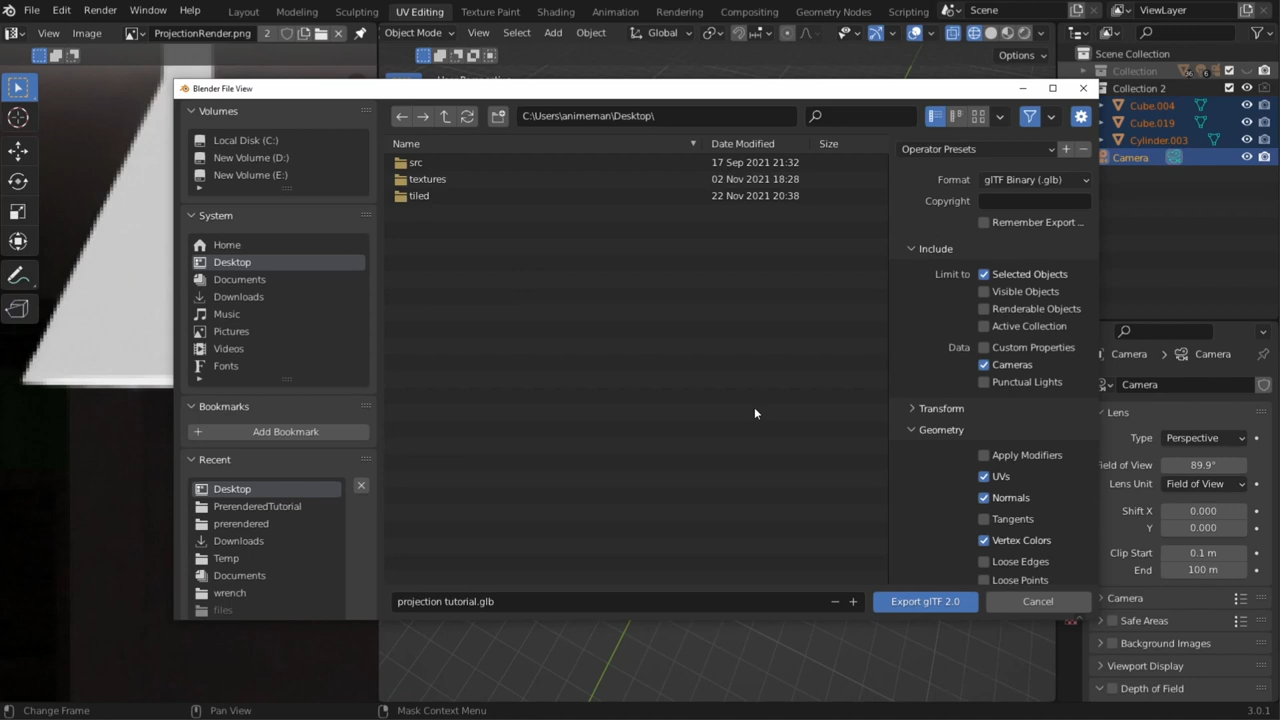 File Edit Render Window Help Layout Modeling Sculpting UV Editing Texture Paint Shading Animation Rendering Compositing Geometry Nodes Scripting Scene ViewLayer
View Image ProjectionRender.png 2 Object Mode View Select Add Object Global
Options
Scene Collection
Collection
Collection 2
Cube.004
Cube.019
Cylinder.003
Camera
Blender File View
Volumes
Local Disk (C:)
New Volume (D:)
New Volume (E:)
System
Home
Desktop
Documents
Downloads
Music
Pictures
Videos
Fonts
Bookmarks
Add Bookmark
Recent
Desktop
PrerenderedTutorial
prerendered
Downloads
Temp
Documents
wrench
files
C:\Users\animeman\Desktop\
Name Date Modified Size
src 17 Sep 2021 21:32
textures 02 Nov 2021 18:28
tiled 22 Nov 2021 20:38
projection tutorial.glb
Operator Presets
Format glTF Binary (.glb)
Copyright
Remember Export ...
Include
Limit to Selected Objects
Visible Objects
Renderable Objects
Active Collection
Data Custom Properties
Cameras
Punctual Lights
Transform
Geometry
Apply Modifiers
UVs
Normals
Tangents
Vertex Colors
Loose Edges
Loose Points
Export glTF 2.0 Cancel
Camera Camera
Camera
Lens
Type Perspective
ield of View 89.9°
Lens Unit Field of View
Shift X 0.000
Y 0.000
Clip Start 0.1 m
End 100 m
Camera
Safe Areas
Background Images
Viewport Display
Depth of Field
Change Frame Pan View Mask Context Menu 3.0.1